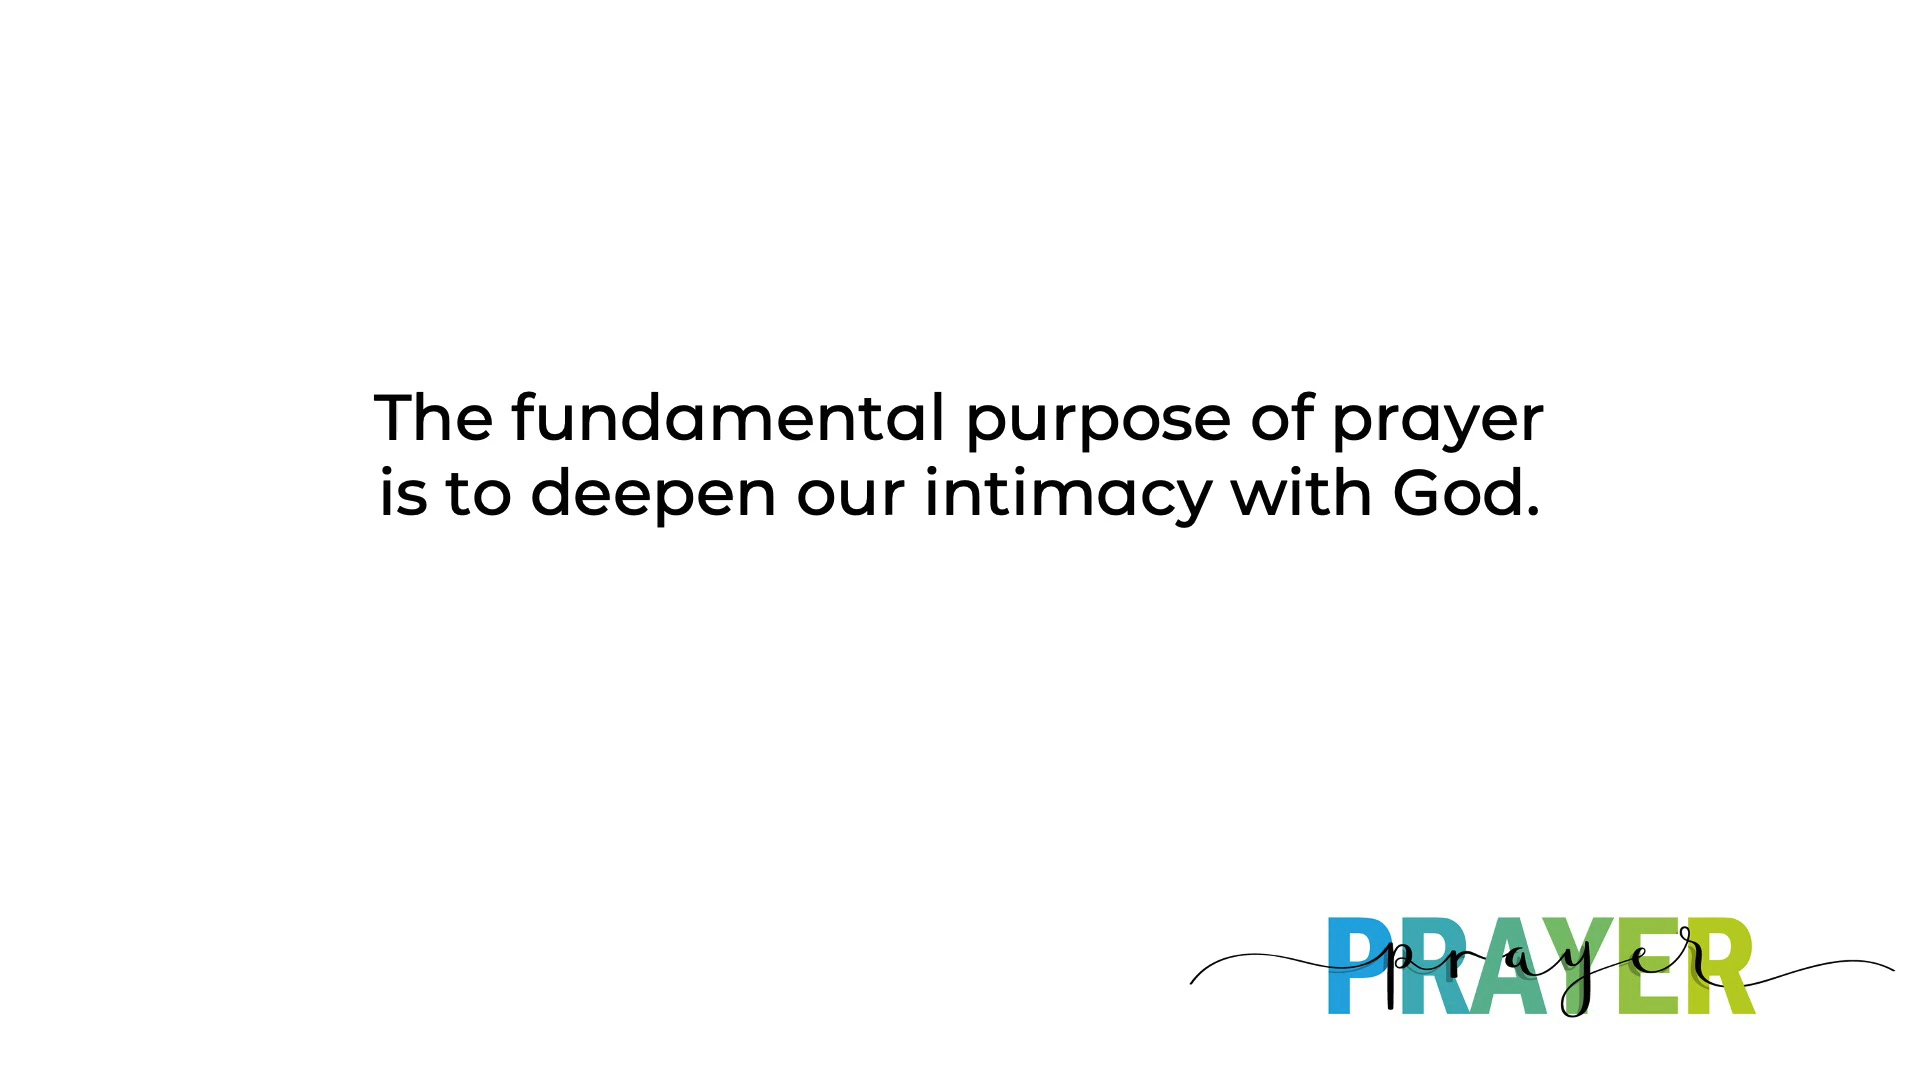 The fundamental purpose of prayer
is to deepen our intimacy with God.
PRAYER
prayer